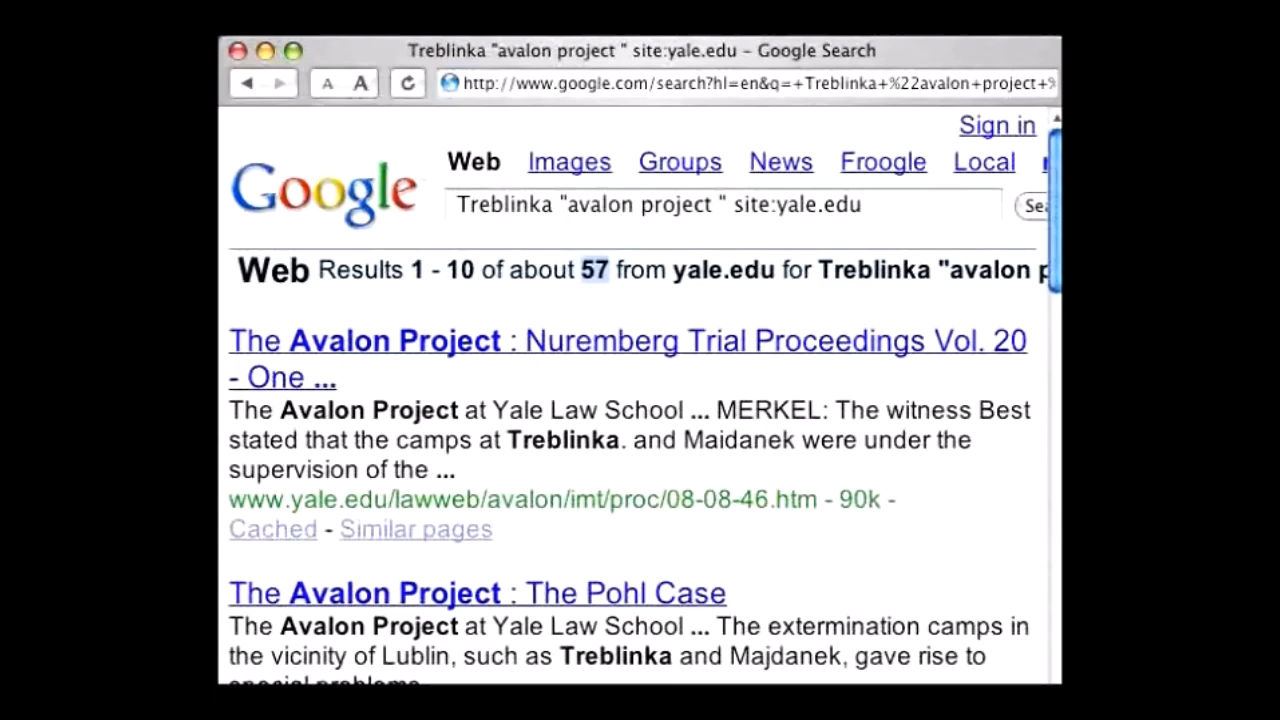 Treblinka "avalon project " site:yale.edu – Google Search
A A http://www.google.com/search?hl=en&q=+Treblinka+%22avalon+project+%
Sign in
Google
Web Images Groups News Froogle Local
Treblinka "avalon project " site:yale.edu Sea
Web Results 1 - 10 of about 57 from yale.edu for Treblinka "avalon p
The Avalon Project : Nuremberg Trial Proceedings Vol. 20
- One ...
The Avalon Project at Yale Law School ... MERKEL: The witness Best
stated that the camps at Treblinka. and Maidanek were under the
supervision of the ...
www.yale.edu/lawweb/avalon/imt/proc/08-08-46.htm - 90k -
Cached - Similar pages
The Avalon Project : The Pohl Case
The Avalon Project at Yale Law School ... The extermination camps in
the vicinity of Lublin, such as Treblinka and Majdanek, gave rise to
special problems